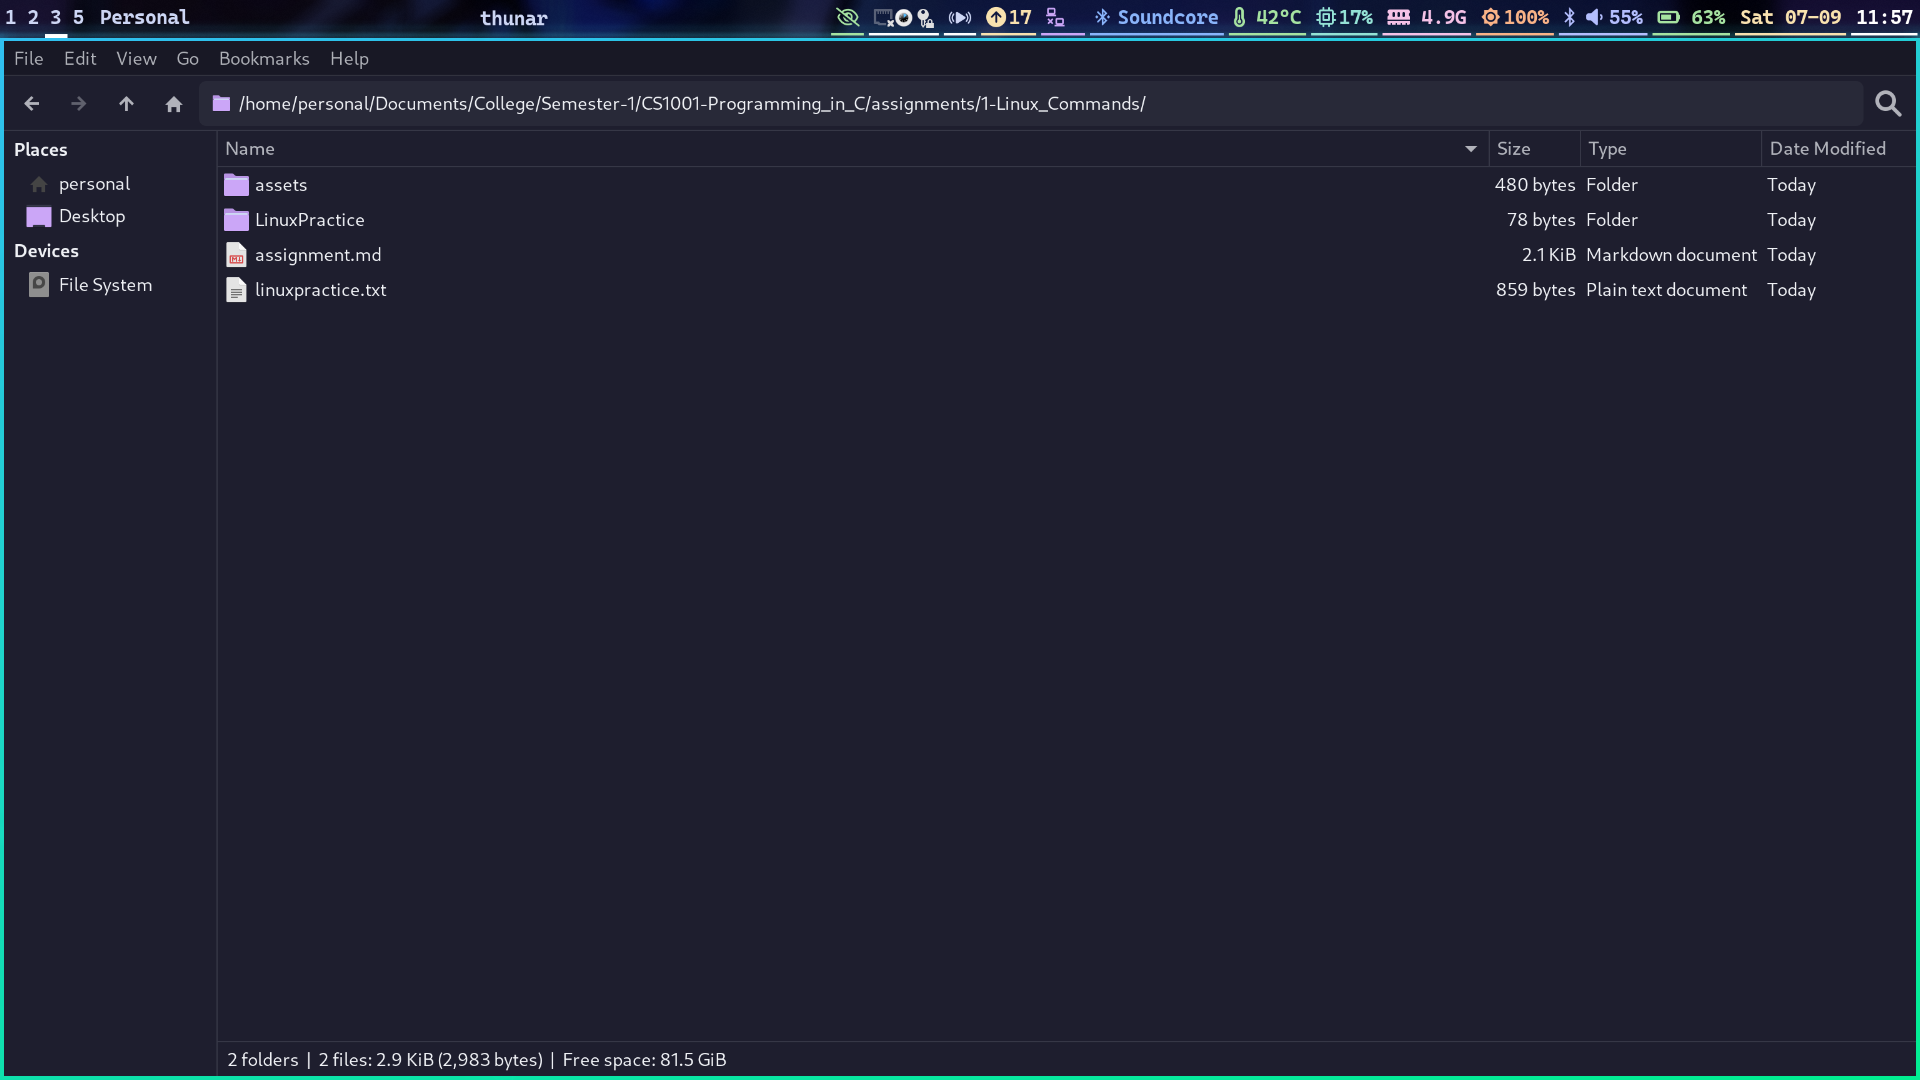 1 2 3 5 Personal thunar 17 Soundcore 42°C 17% 4.9G 100% 55% 63% Sat 07-09 11:57
File Edit View Go Bookmarks Help
/home/personal/Documents/College/Semester-1/CS1001-Programming_in_C/assignments/1-Linux_Commands/
Places
personal
Desktop
Devices
File System
Name Size Type Date Modified
assets 480 bytes Folder Today
LinuxPractice 78 bytes Folder Today
assignment.md 2.1 KiB Markdown document Today
linuxpractice.txt 859 bytes Plain text document Today
2 folders | 2 files: 2.9 KiB (2,983 bytes) | Free space: 81.5 GiB